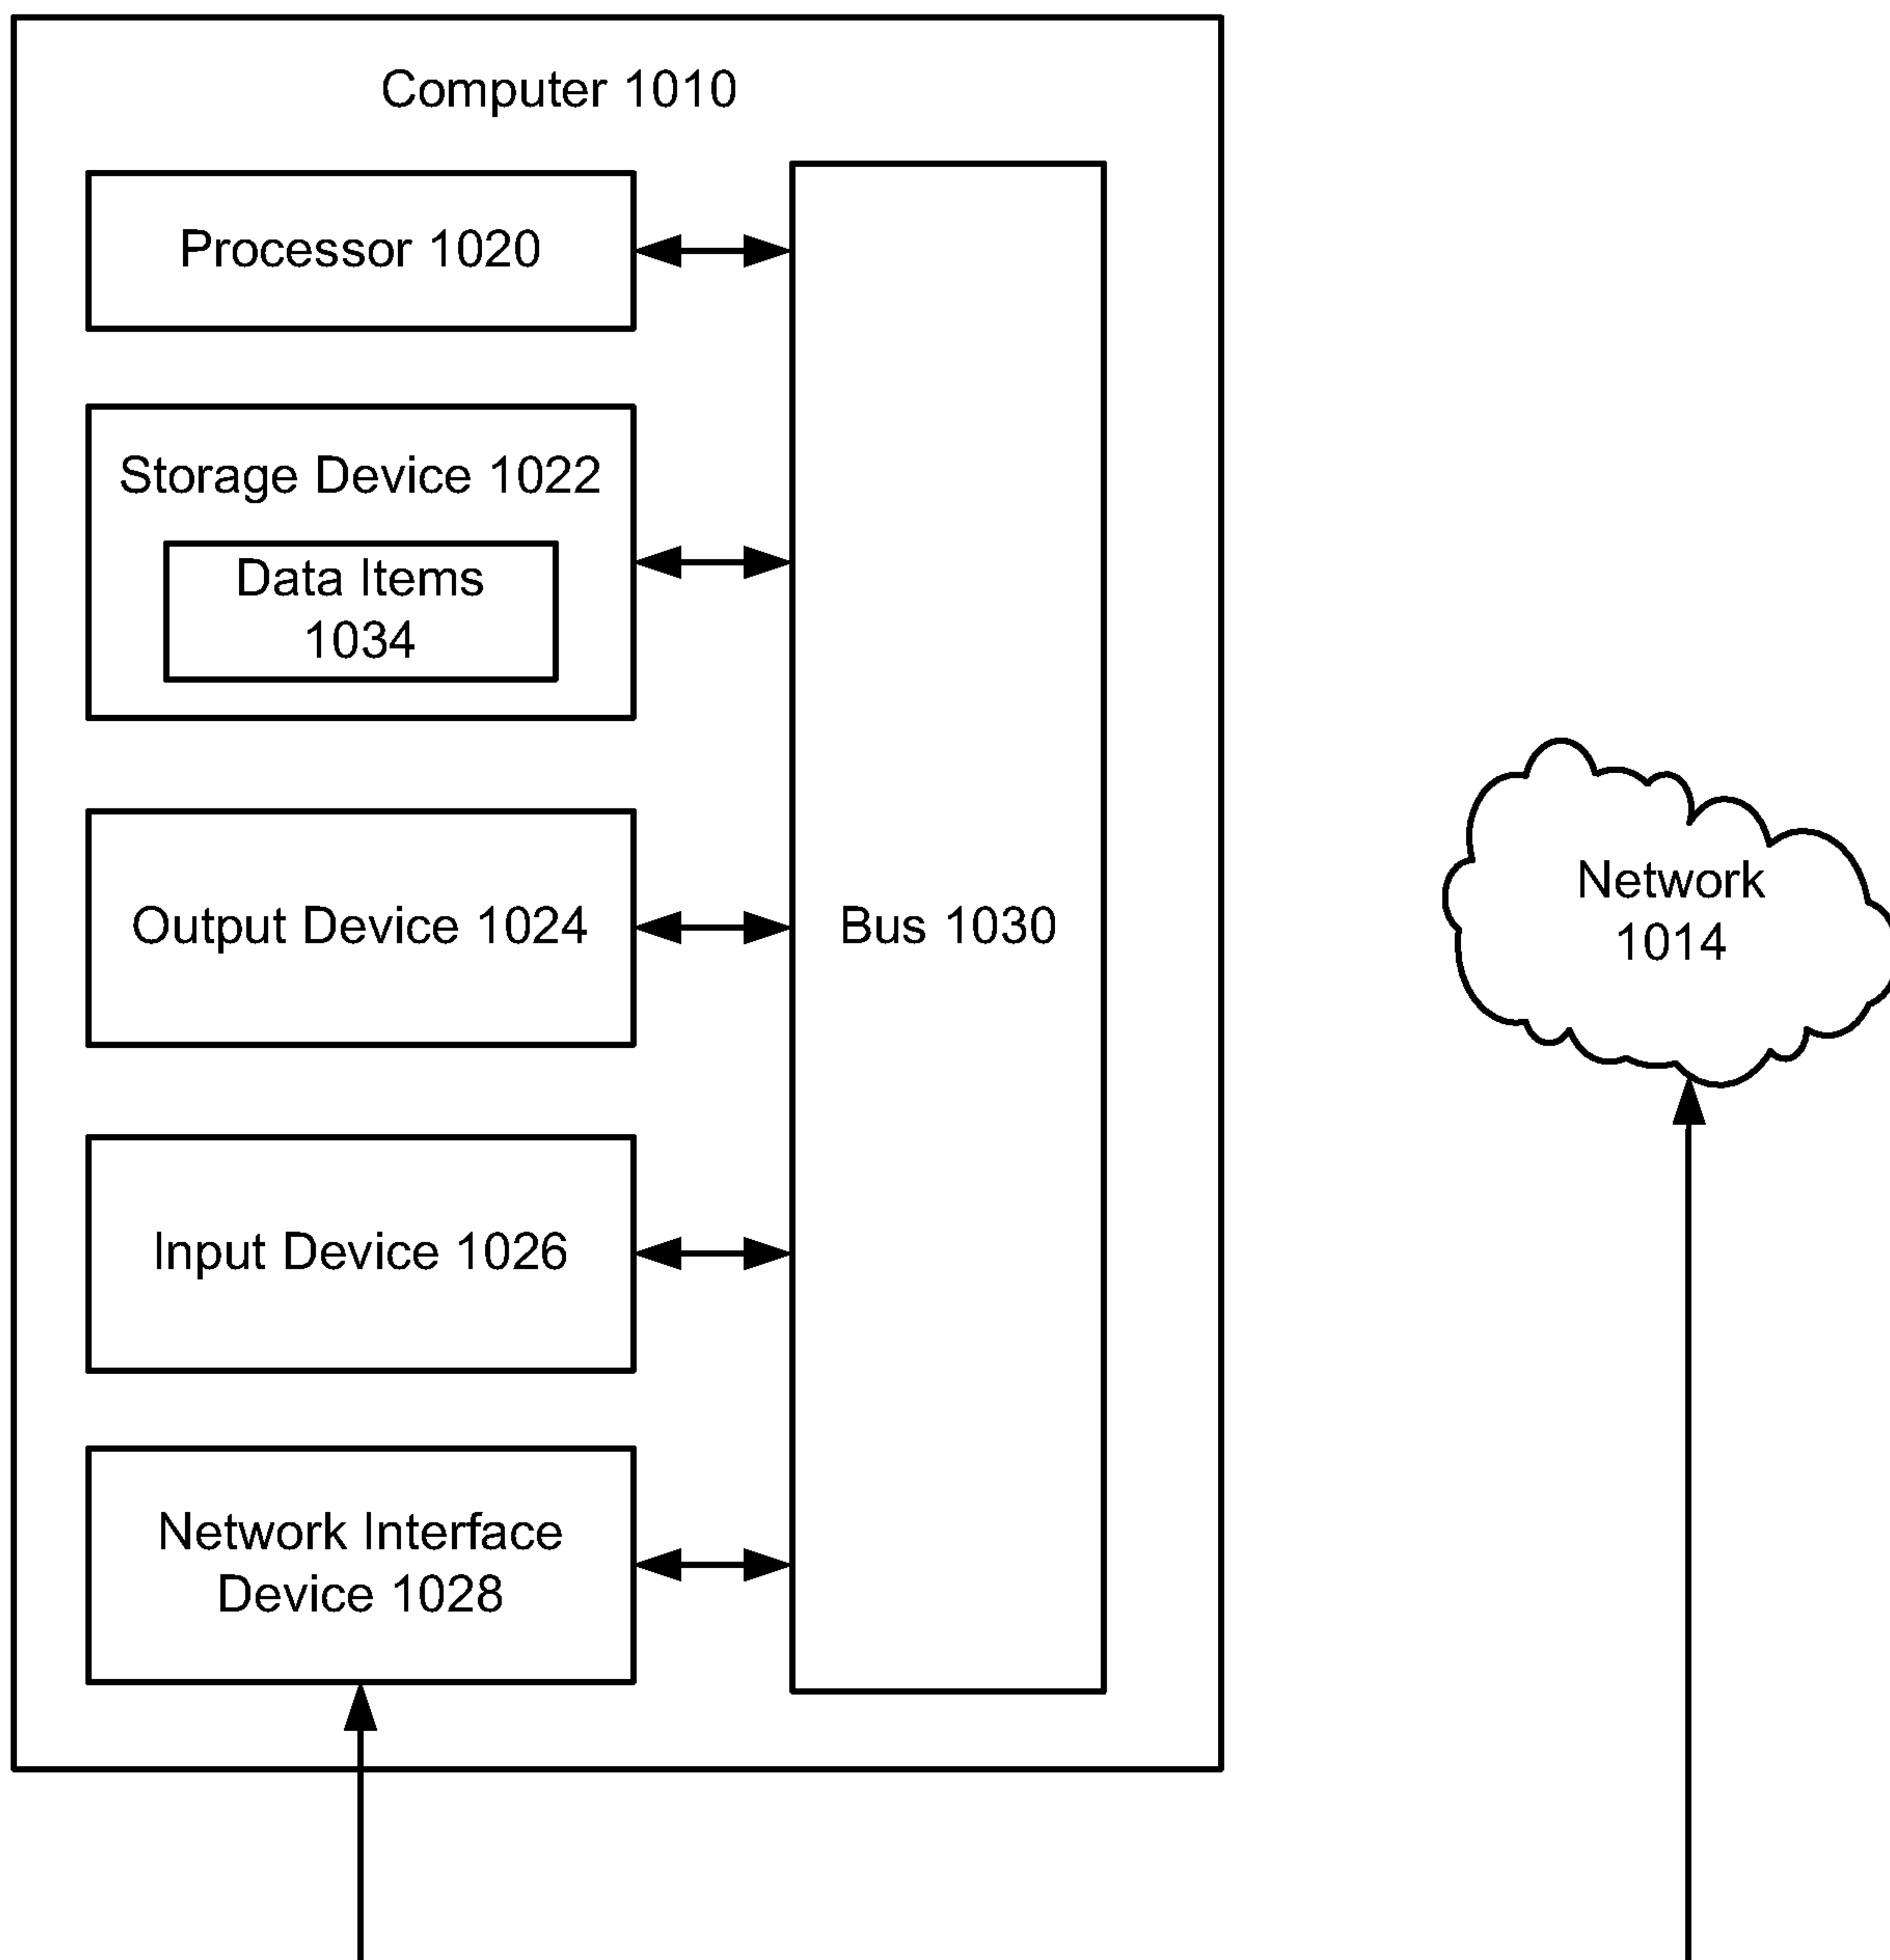 Computer 1010
Processor 1020
Storage Device 1022
Data Items
1034
Output Device 1024
Input Device 1026
Network Interface
Device 1028
Bus 1030
Network
1014